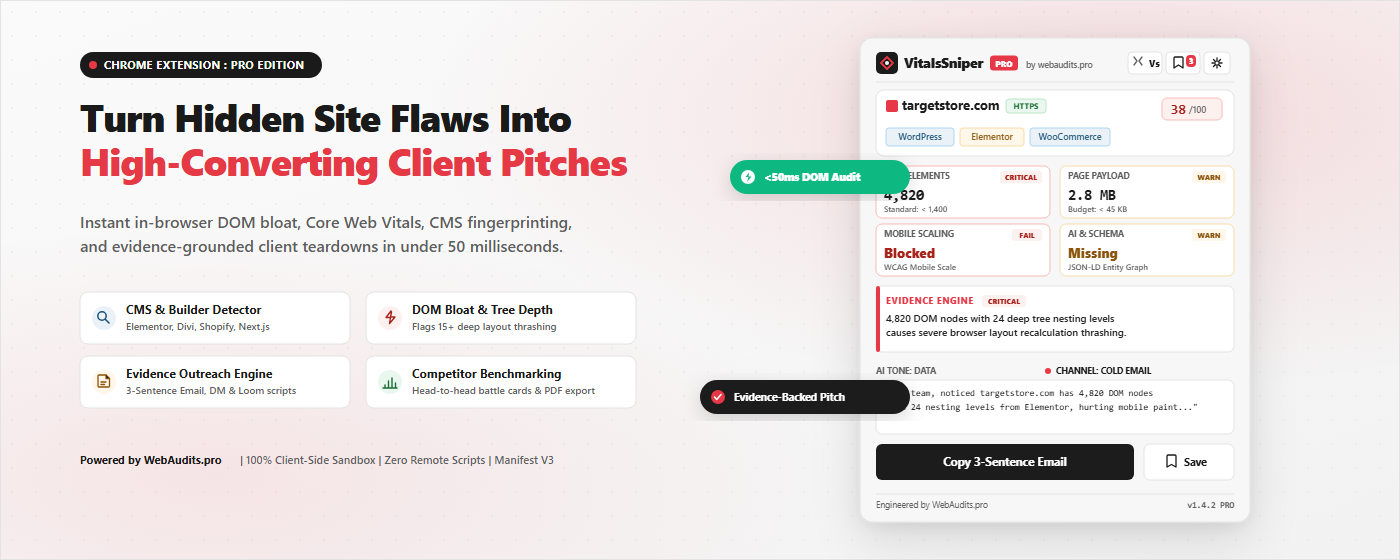 CHROME EXTENSION : PRO EDITION
Turn Hidden Site Flaws Into
High-Converting Client Pitches
Instant in-browser DOM bloat, Core Web Vitals, CMS fingerprinting,
and evidence-grounded client teardowns in under 50 milliseconds.
CMS & Builder Detector
Elementor, Divi, Shopify, Next.js
DOM Bloat & Tree Depth
Flags 15+ deep layout thrashing
Evidence Outreach Engine
3-Sentence Email, DM & Loom scripts
Competitor Benchmarking
Head-to-head battle cards & PDF export
Powered by WebAudits.pro | 100% Client-Side Sandbox | Zero Remote Scripts | Manifest V3
VitalsSniper PRO by webaudits.pro
Vs
3
targetstore.com HTTPS
38 /100
WordPress Elementor WooCommerce
<50ms DOM Audit
ELEMENTS CRITICAL
4,820
Standard: < 1,400
PAGE PAYLOAD WARN
2.8 MB
Budget: < 45 KB
MOBILE SCALING FAIL
Blocked
WCAG Mobile Scale
AI & SCHEMA WARN
Missing
JSON-LD Entity Graph
EVIDENCE ENGINE CRITICAL
4,820 DOM nodes with 24 deep tree nesting levels
causes severe browser layout recalculation thrashing.
AI TONE: DATA
CHANNEL: COLD EMAIL
Evidence-Backed Pitch
team, noticed targetstore.com has 4,820 DOM nodes
24 nesting levels from Elementor, hurting mobile paint..."
Copy 3-Sentence Email
Save
Engineered by WebAudits.pro
v1.4.2 PRO